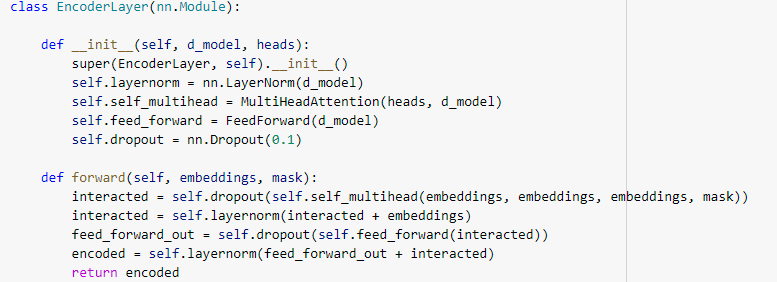 class EncoderLayer(nn.Module):
def __init__(self, d_model, heads):
super(EncoderLayer, self).__init__()
self.layernorm = nn.LayerNorm(d_model)
self.self_multihead = MultiHeadAttention(heads, d_model)
self.feed_forward = FeedForward(d_model)
self.dropout = nn.Dropout(0.1)
def forward(self, embeddings, mask):
interacted = self.dropout(self.self_multihead(embeddings, embeddings, embeddings, mask))
interacted = self.layernorm(interacted + embeddings)
feed_forward_out = self.dropout(self.feed_forward(interacted))
encoded = self.layernorm(feed_forward_out + interacted)
return encoded